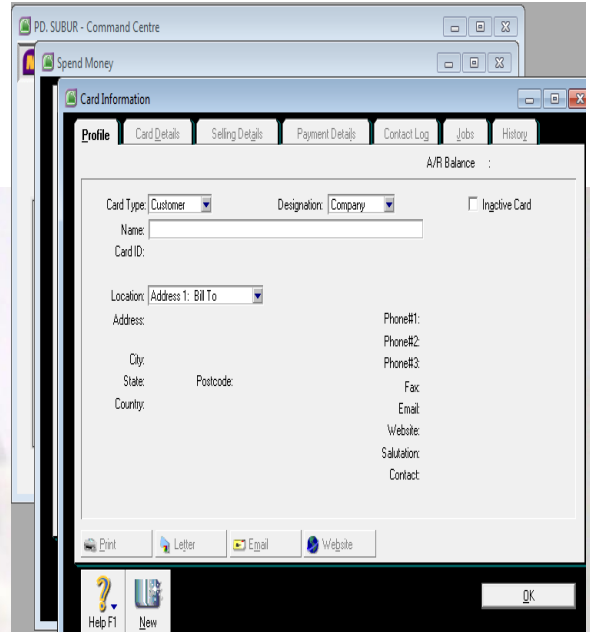 PD. SUBUR - Command Centre
Spend Money
Card Information
Profile Card Details Selling Details Payment Details Contact Log Jobs History
A/R Balance :
Card Type: Customer Designation: Company Inactive Card
Name:
Card ID:
Location: Address 1: Bill To
Address: Phone#1:
Phone#2:
City: Phone#3:
State: Postcode: Fax:
Country: Email:
Website:
Salutation:
Contact:
Print Letter Email Website
Help F1 New OK